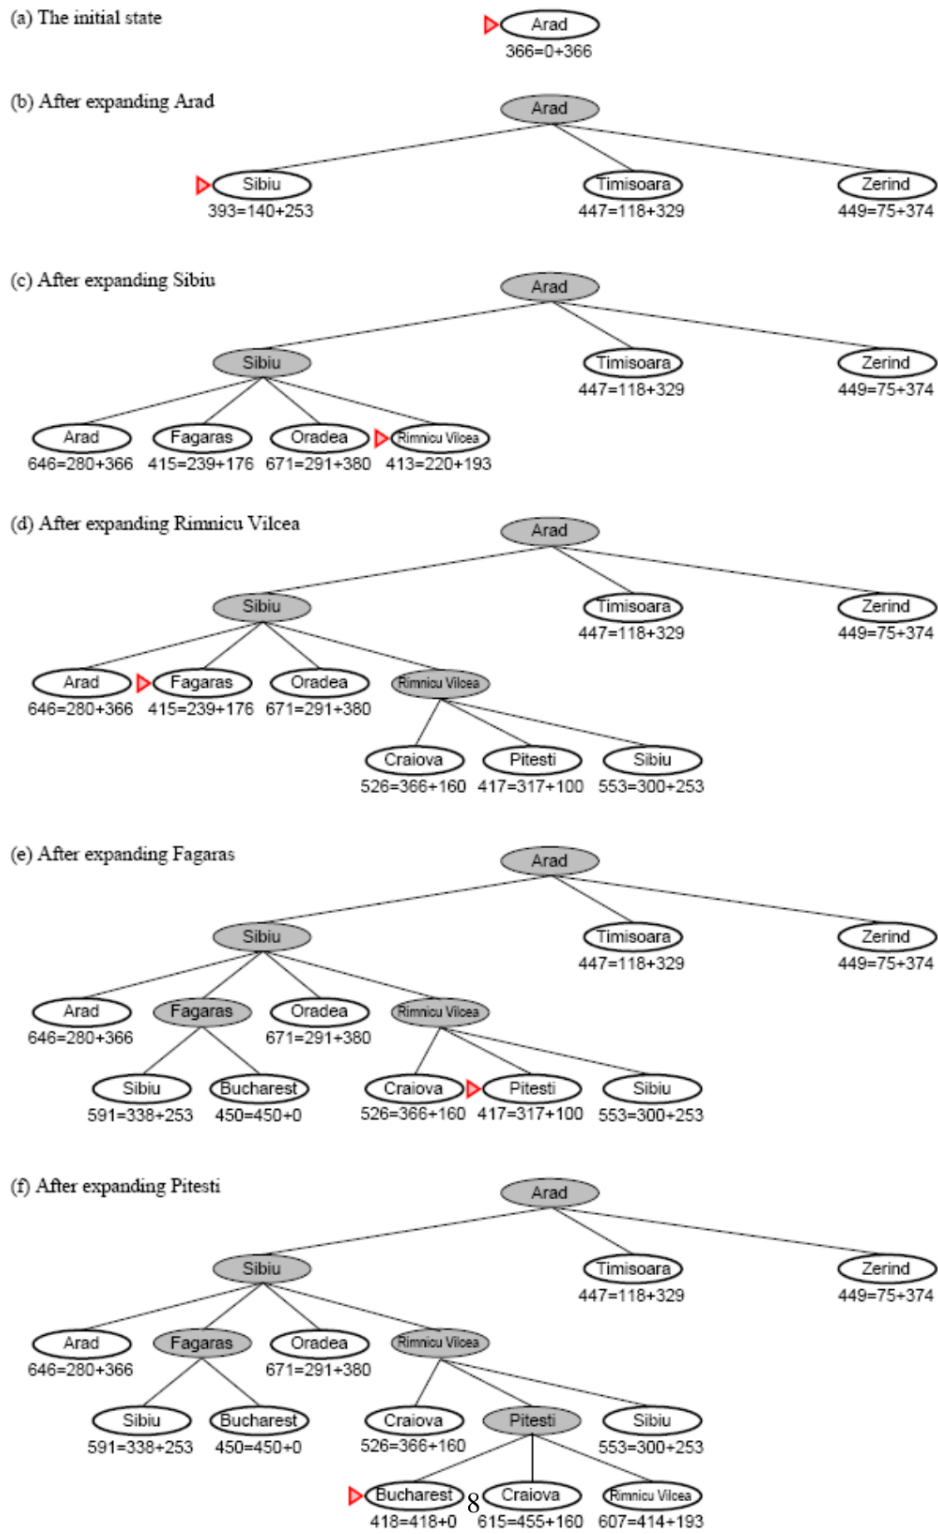 (a) The initial state
Arad
366=0+366
(b) After expanding Arad
Arad
Sibiu Timisoara Zerind
393=140+253 447=118+329 449=75+374
(c) After expanding Sibiu
Arad
Sibiu Timisoara Zerind
447=118+329 449=75+374
Arad Fagaras Oradea Rimnicu Vilcea
646=280+366 415=239+176 671=291+380 413=220+193
(d) After expanding Rimnicu Vilcea
Arad
Sibiu Timisoara Zerind
447=118+329 449=75+374
Arad Fagaras Oradea Rimnicu Vilcea
646=280+366 415=239+176 671=291+380
Craiova Pitesti Sibiu
526=366+160 417=317+100 553=300+253
(e) After expanding Fagaras
Arad
Sibiu Timisoara Zerind
447=118+329 449=75+374
Arad Fagaras Oradea Rimnicu Vilcea
646=280+366 671=291+380
Sibiu Bucharest Craiova Pitesti Sibiu
591=338+253 450=450+0 526=366+160 417=317+100 553=300+253
(f) After expanding Pitesti
Arad
Sibiu Timisoara Zerind
447=118+329 449=75+374
Arad Fagaras Oradea Rimnicu Vilcea
646=280+366 671=291+380
Sibiu Bucharest Craiova Pitesti Sibiu
591=338+253 450=450+0 526=366+160 553=300+253
Bucharest 8 Craiova Rimnicu Vilcea
418=418+0 615=455+160 607=414+193